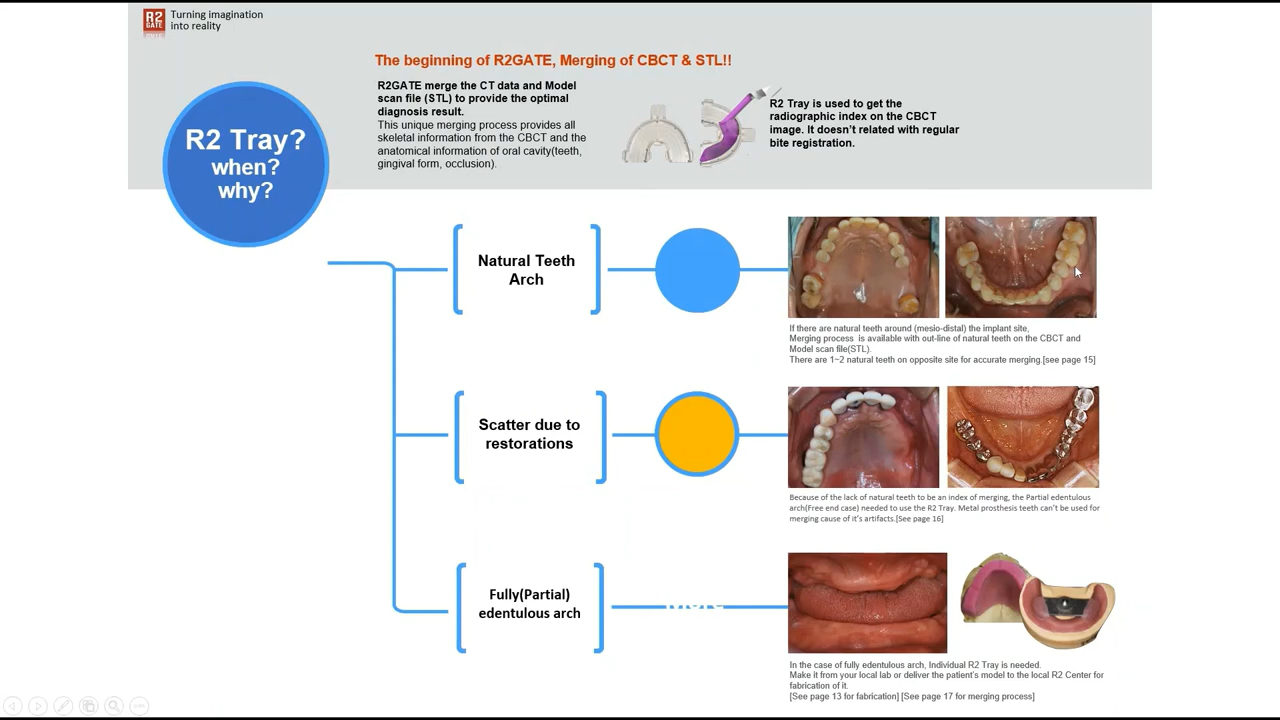 R2
GATE
Turning imagination
into reality
The beginning of R2GATE, Merging of CBCT & STL!!
R2GATE merge the CT data and Model
scan file (STL) to provide the optimal
diagnosis result.
This unique merging process provides all
skeletal information from the CBCT and the
anatomical information of oral cavity(teeth,
gingival form, occlusion).
R2 Tray is used to get the
radiographic index on the CBCT
image. It doesn't related with regular
bite registration.
R2 Tray?
when?
why?
Natural Teeth
Arch
If there are natural teeth around (mesio-distal) the implant site,
Merging process is available with out-line of natural teeth on the CBCT and
Model scan file(STL).
There are 1~2 natural teeth on opposite site for accurate merging.[see page 15]
Scatter due to
restorations
Because of the lack of natural teeth to be an index of merging, the Partial edentulous
arch(Free end case) needed to use the R2 Tray. Metal prosthesis teeth can't be used for
merging cause of it's artifacts.[See page 16]
Fully(Partial)
edentulous arch
More
In the case of fully edentulous arch, Individual R2 Tray is needed.
Make it from your local lab or deliver the patient's model to the local R2 Center for
fabrication of it.
[See page 13 for fabrication] [See page 17 for merging process]